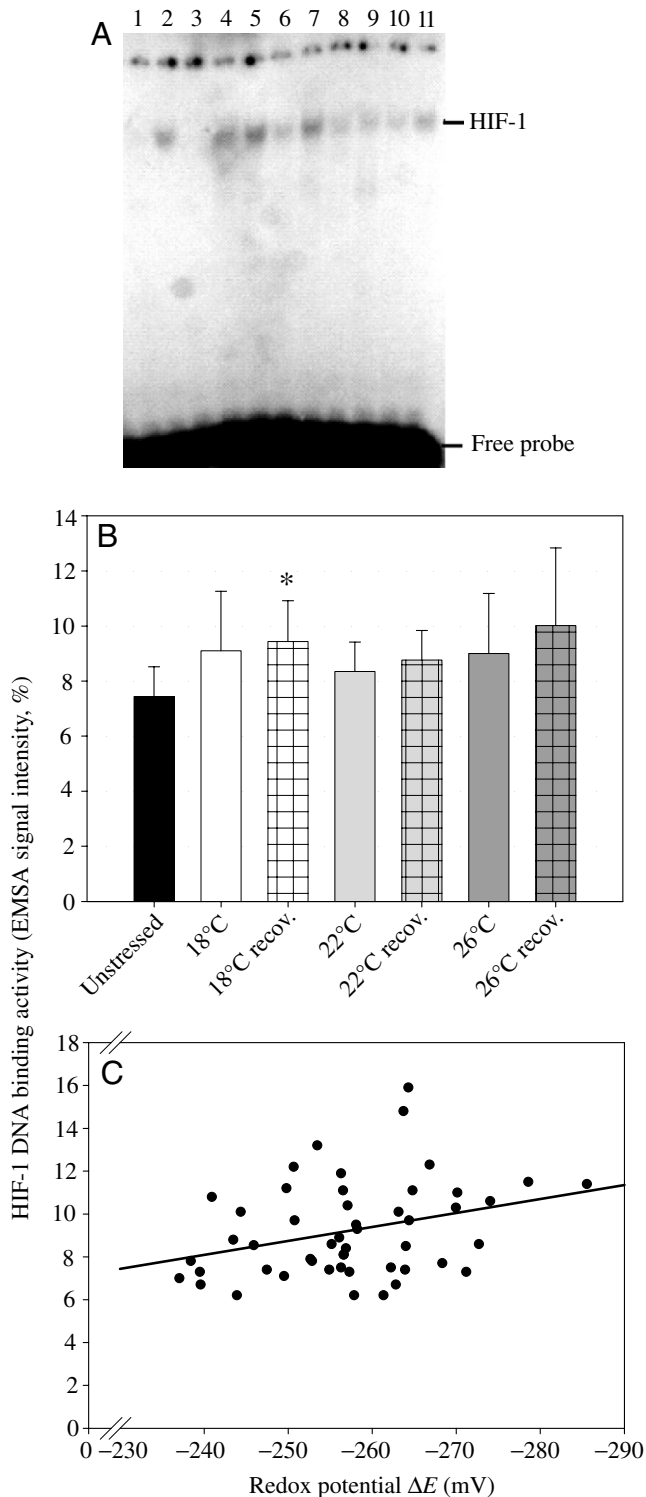 A
1 2 3 4 5 6 7 8 9 10 11
HIF-1
Free probe
HIF-1 DNA binding activity (EMSA signal intensity, %)
B
14
12
10
8
6
4
2
0
*
Unstressed
18°C
18°C recov.
22°C
22°C recov.
26°C
26°C recov.
C
18
16
14
12
10
8
6
4
2
0
0 –230 –240 –250 –260 –270 –280 –290
Redox potential ΔE (mV)